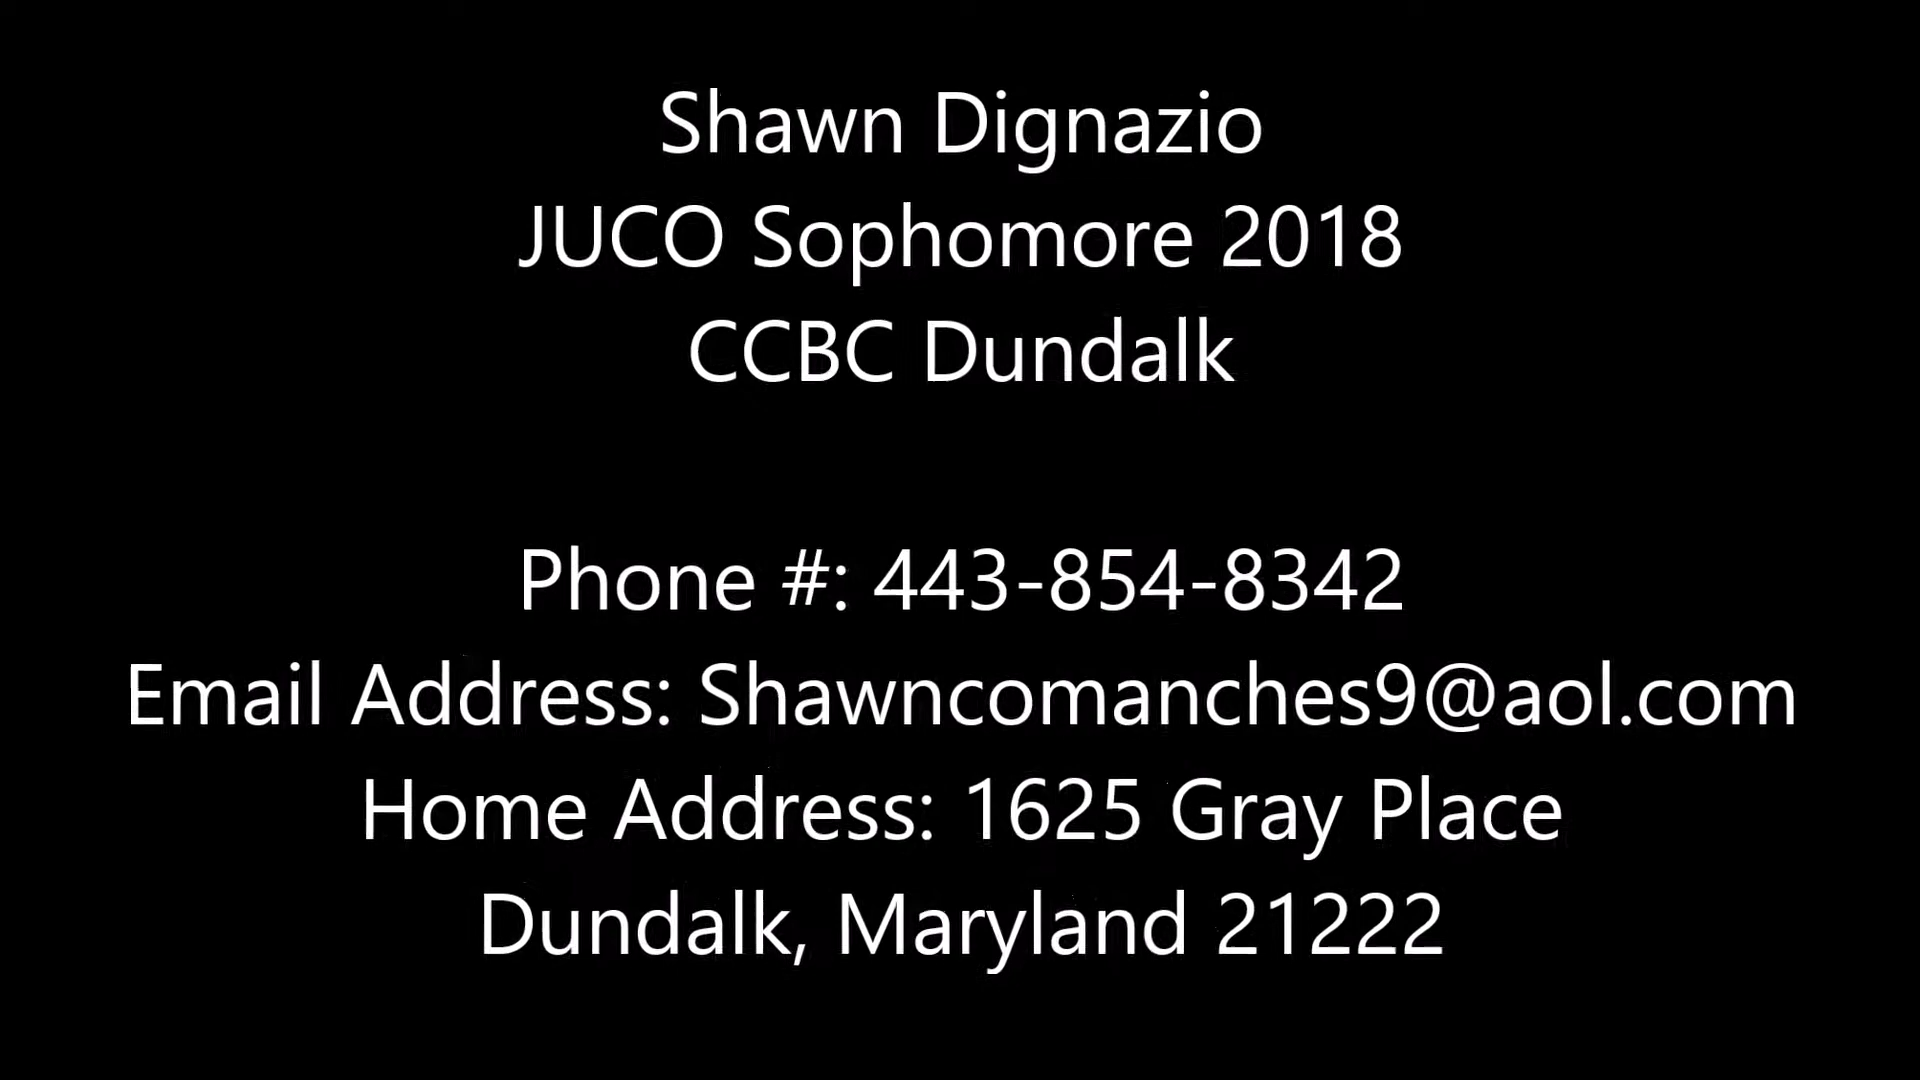 Shawn Dignazio
JUCO Sophomore 2018
CCBC Dundalk
Phone #: 443-854-8342
Email Address: Shawncomanches9@aol.com
Home Address: 1625 Gray Place
Dundalk, Maryland 21222